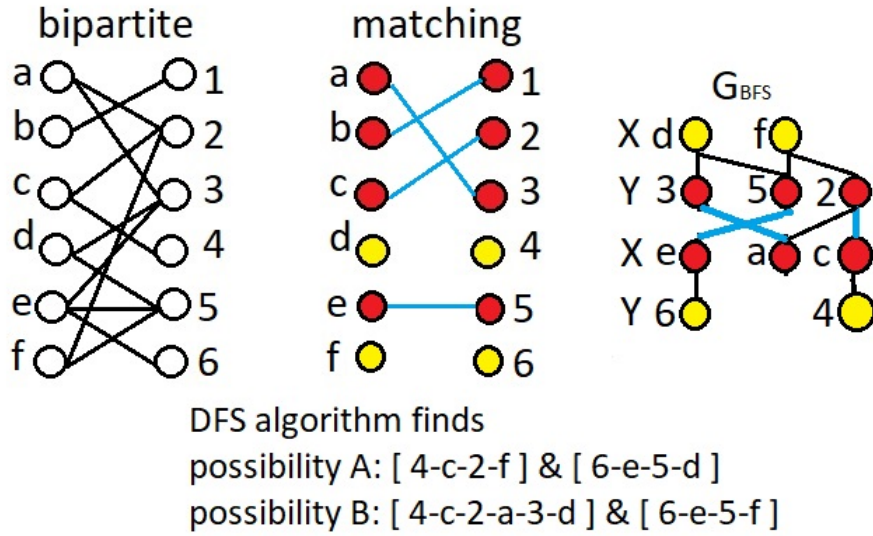 bipartite
a 1
b 2
c 3
d 4
e 5
f 6
matching
a 1
b 2
c 3
d 4
e 5
f 6
GBFS
X d f
Y 3 5 2
X e a c
Y 6 4
DFS algorithm finds
possibility A: [ 4-c-2-f ] & [ 6-e-5-d ]
possibility B: [ 4-c-2-a-3-d ] & [ 6-e-5-f ]